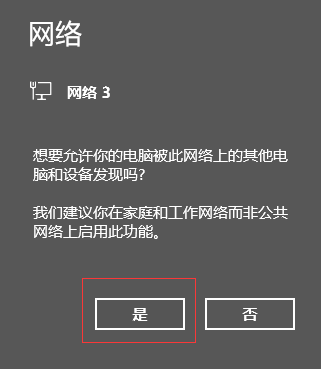 网络
网络 3
想要允许你的电脑被此网络上的其他电
脑和设备发现吗?
我们建议你在家庭和工作网络而非公共
网络上启用此功能。
是 否